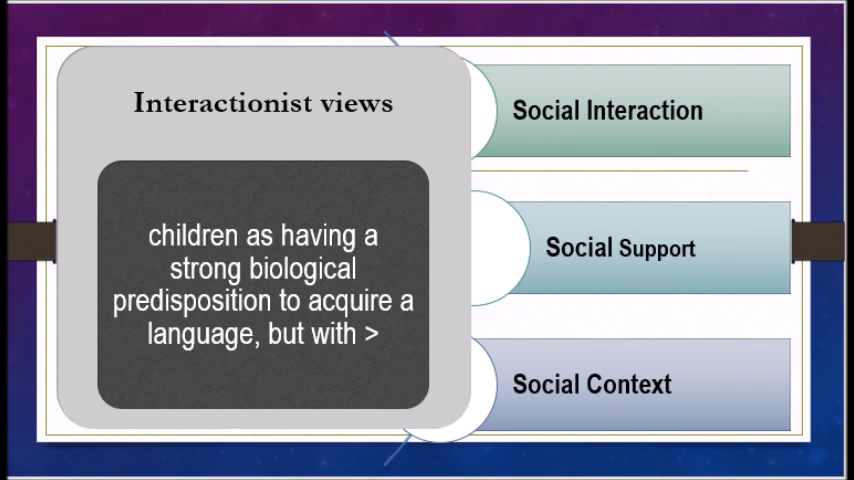 Interactionist views
children as having a
strong biological
predisposition to acquire a
language, but with >
Social Interaction
Social Support
Social Context